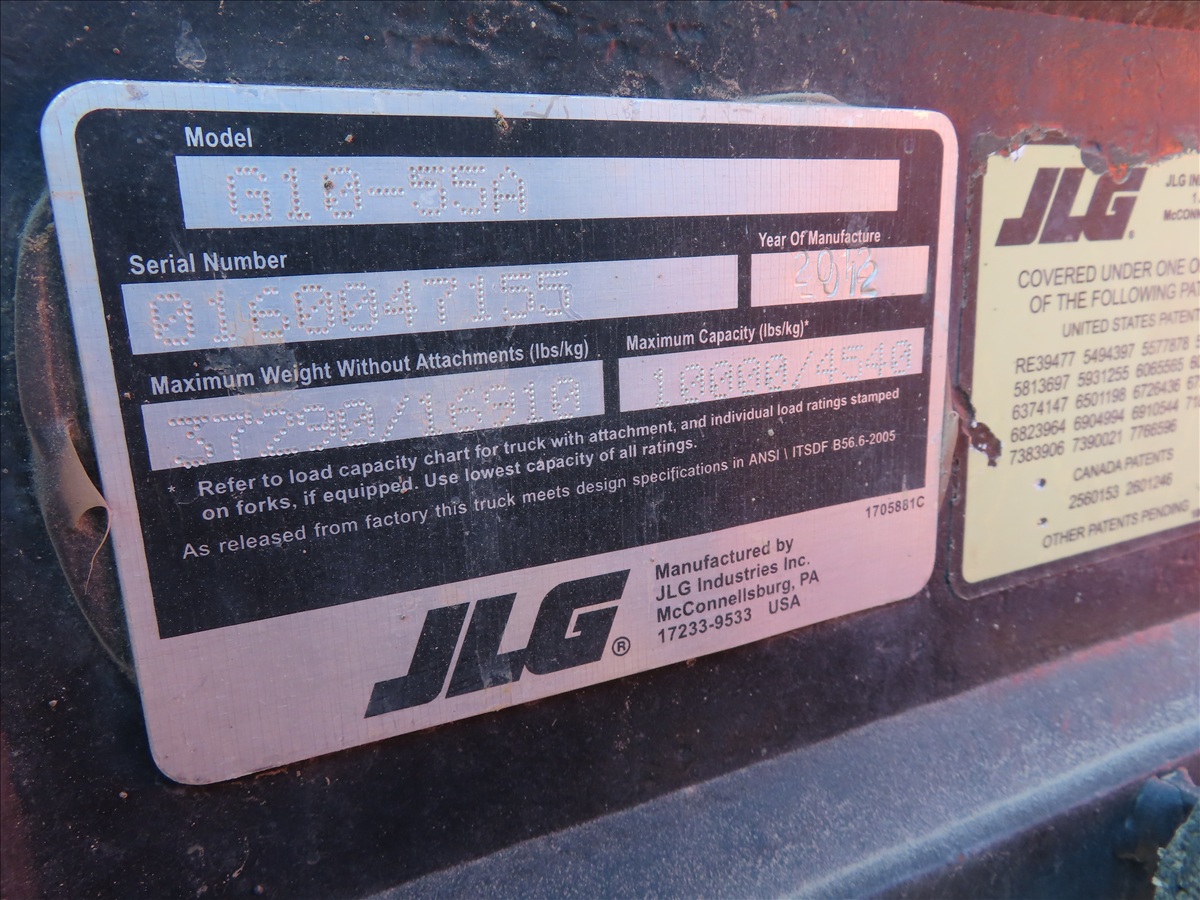 Model
G10-55A
Serial Number
0160047155
Year Of Manufacture
2012
Maximum Weight Without Attachments (lbs/kg)
37290/16910
Maximum Capacity (lbs/kg)*
10000/4540
* Refer to load capacity chart for truck with attachment, and individual load ratings stamped
on forks, if equipped. Use lowest capacity of all ratings.
As released from factory this truck meets design specifications in ANSI \ ITSDF B56.6-2005
1705881C
JLG®
Manufactured by
JLG Industries Inc.
McConnellsburg, PA
17233-9533 USA
JLG®
JLG
COVERED UNDER ONE
OF THE FOLLOWING
UNITED STATES PATENT
RE39477 5494397 5577878
5813697 5931255 6065565
6374147 6501198 6726436
6823964 6904994 6910544
7383906 7390021 7766596
CANADA PATENTS
2560153 2601246
OTHER PATENTS PENDING